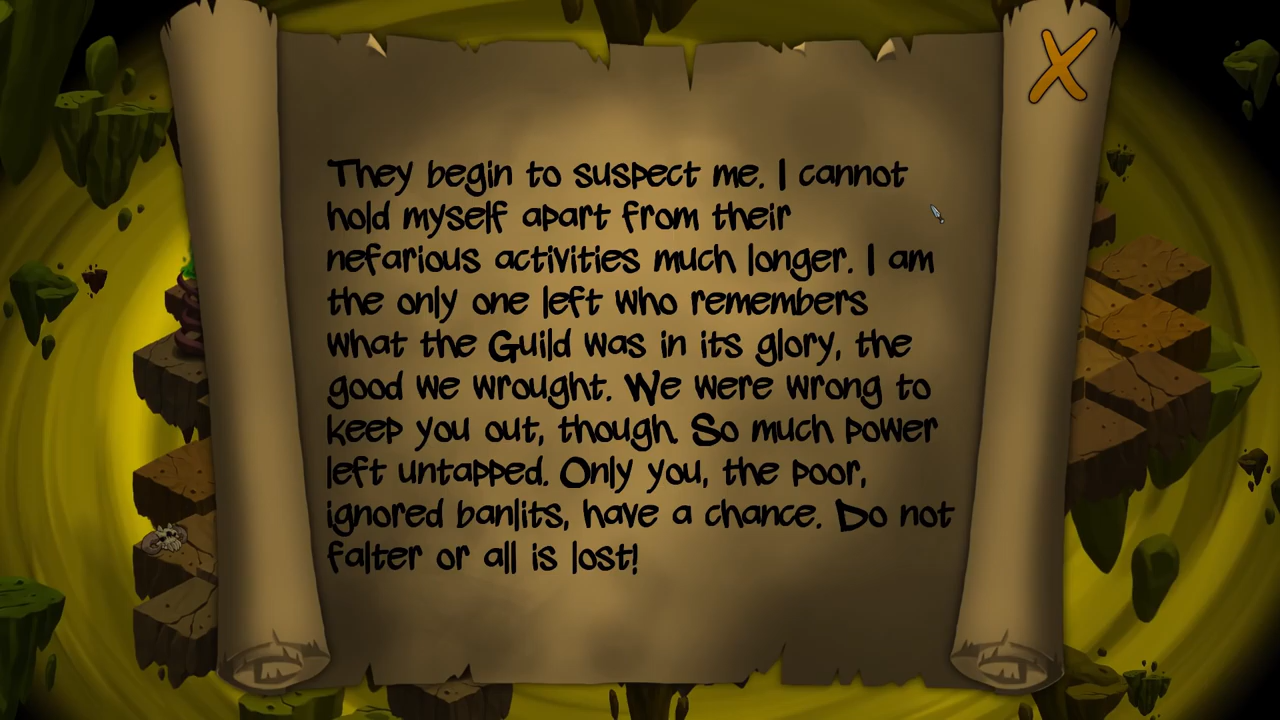 They begin to suspect me. I cannot
hold myself apart from their
nefarious activities much longer. I am
the only one left who remembers
what the Guild was in its glory, the
good we wrought. We were wrong to
keep you out, though. So much power
left untapped. Only you, the poor,
ignored banlits, have a chance. Do not
falter or all is lost!